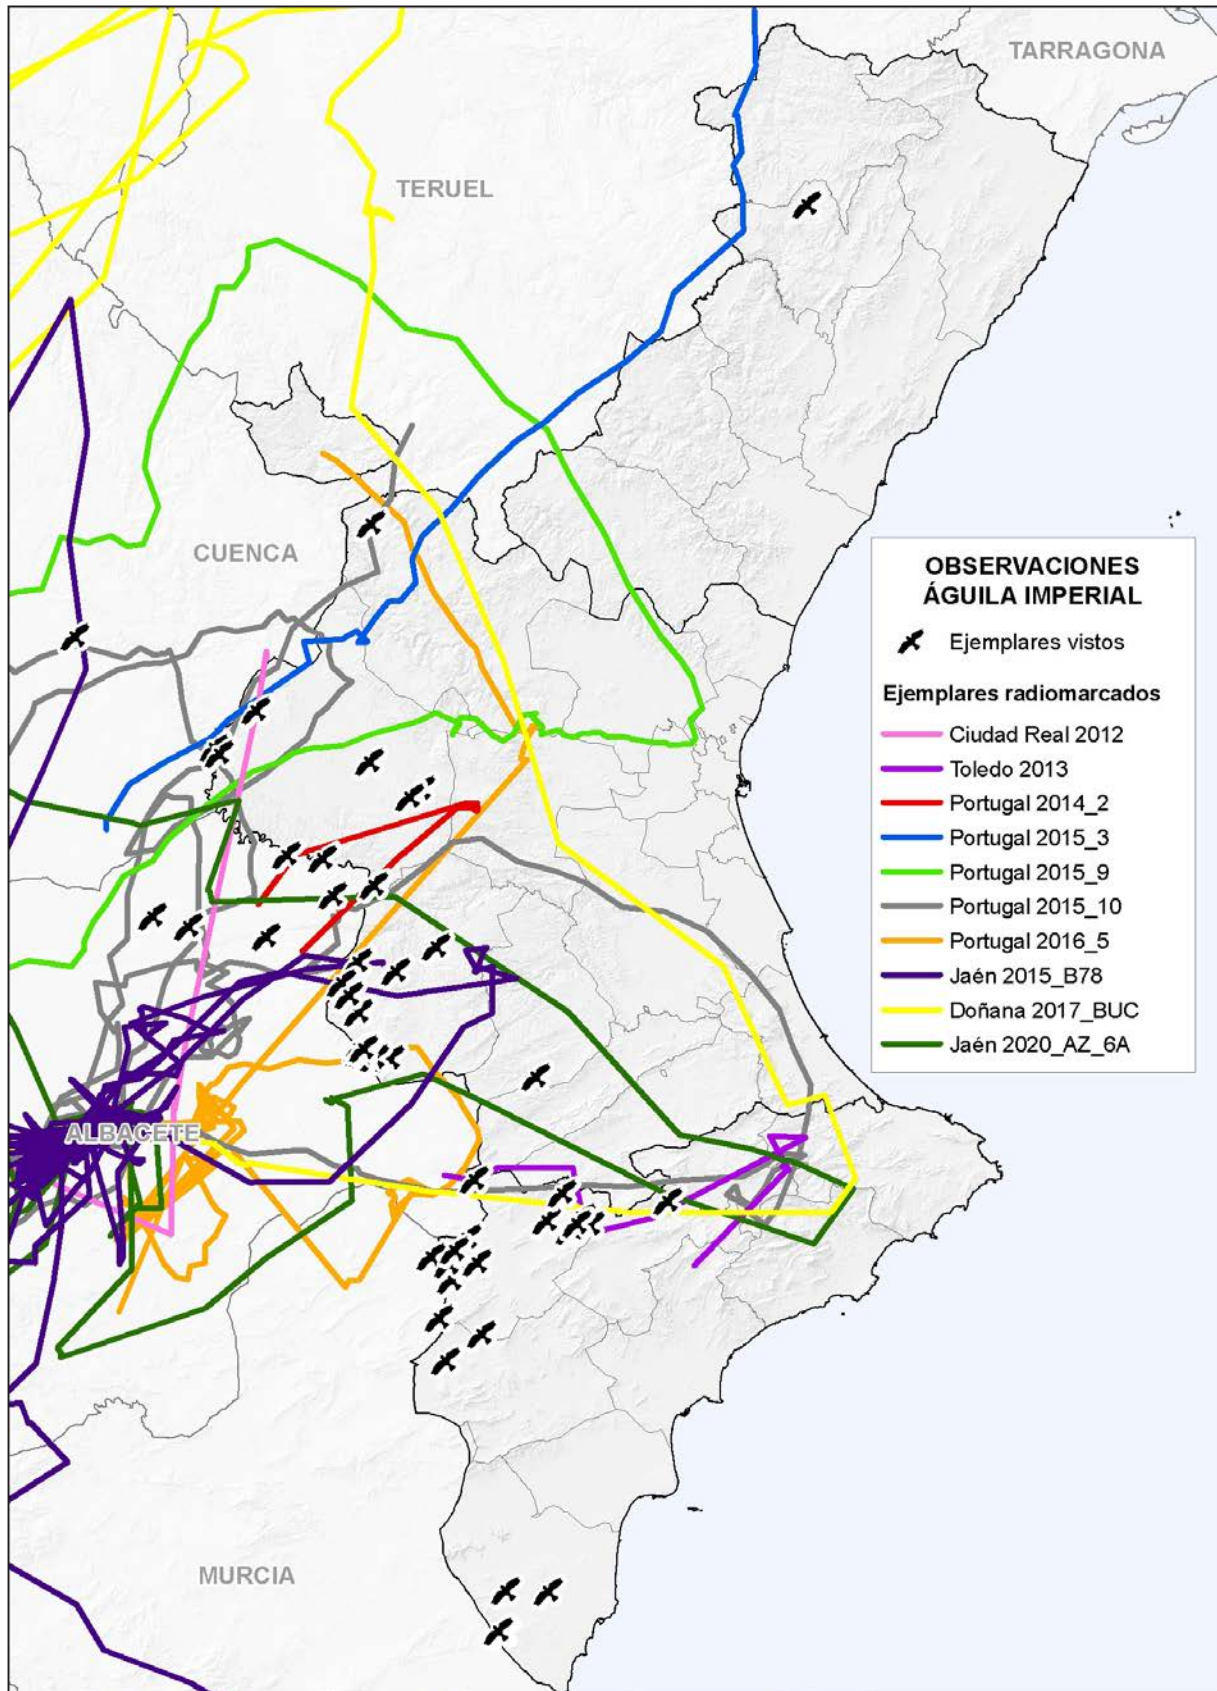 TARRAGONA
TERUEL
CUENCA
OBSERVACIONES
ÁGUILA IMPERIAL
Ejemplares vistos
Ejemplares radiomarcados
Ciudad Real 2012
Toledo 2013
Portugal 2014_2
Portugal 2015_3
Portugal 2015_9
Portugal 2015_10
Portugal 2016_5
Jaén 2015_B78
Doñana 2017_BUC
Jaén 2020_AZ_6A
ALBACETE
MURCIA